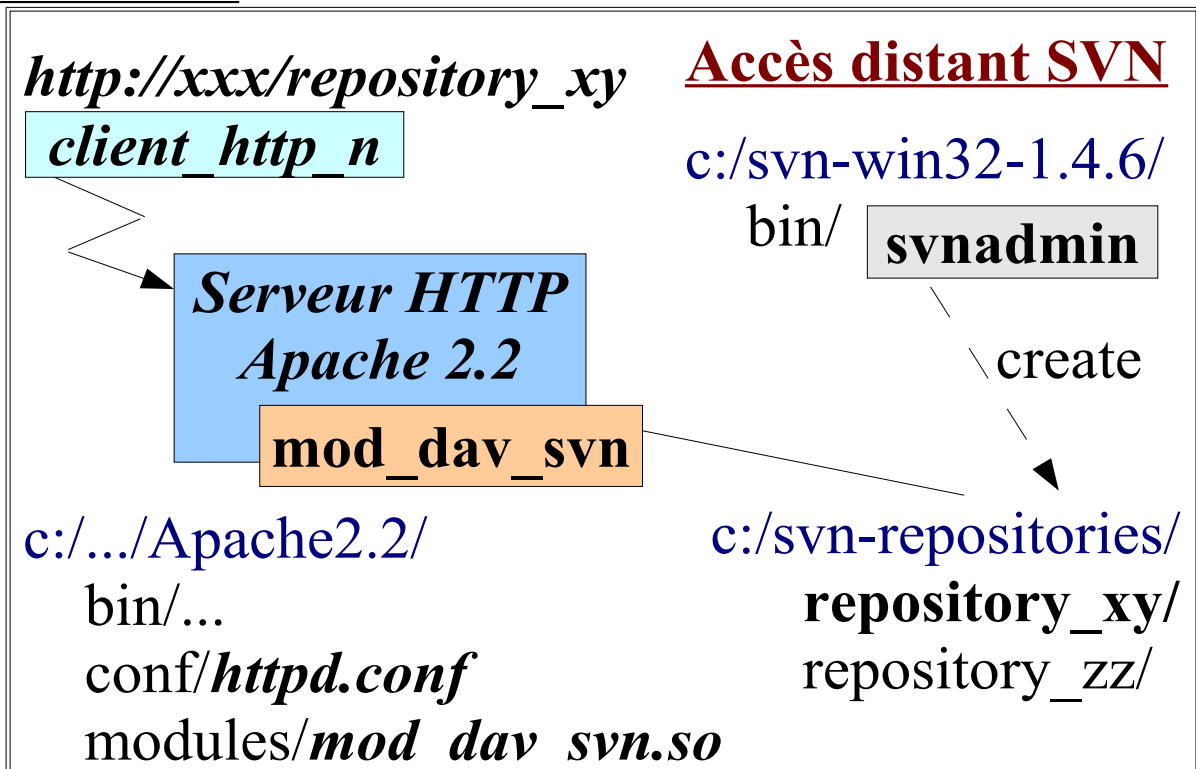 http://xxx/repository_xy
Accès distant SVN
client_http_n
c:/svn-win32-1.4.6/
bin/ svnadmin
Serveur HTTP
Apache 2.2
create
mod_dav_svn
c:/.../Apache2.2/
bin/...
conf/httpd.conf
modules/mod_dav_svn.so
c:/svn-repositories/
repository_xy/
repository_zz/